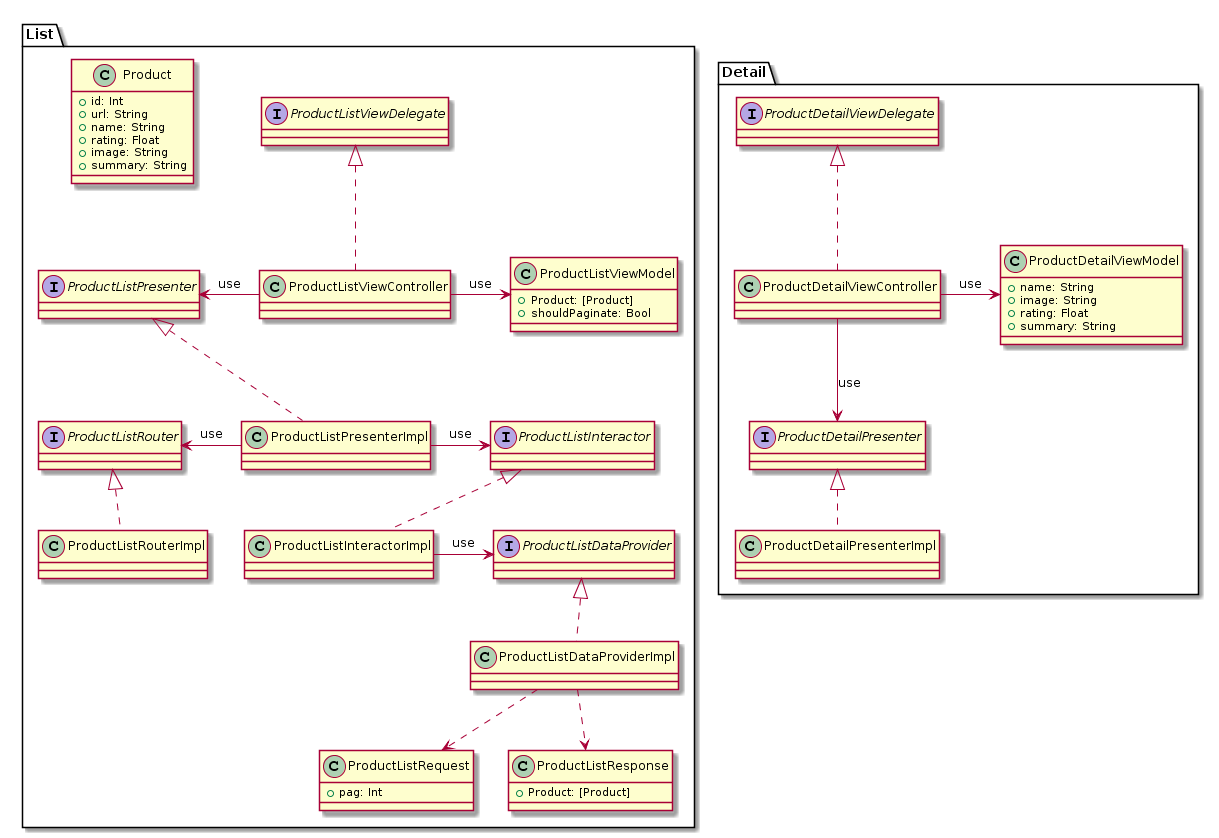 List
C Product
id: Int
url: String
name: String
rating: Float
image: String
summary: String
I ProductListViewDelegate
I ProductListPresenter
use
C ProductListViewController
use
C ProductListViewModel
Product: [Product]
shouldPaginate: Bool
I ProductListRouter
use
C ProductListPresenterImpl
use
I ProductListInteractor
C ProductListRouterImpl
C ProductListInteractorImpl
use
I ProductListDataProvider
C ProductListDataProviderImpl
C ProductListRequest
pag: Int
C ProductListResponse
Product: [Product]
Detail
I ProductDetailViewDelegate
C ProductDetailViewController
use
C ProductDetailViewModel
name: String
image: String
rating: Float
summary: String
use
I ProductDetailPresenter
C ProductDetailPresenterImpl